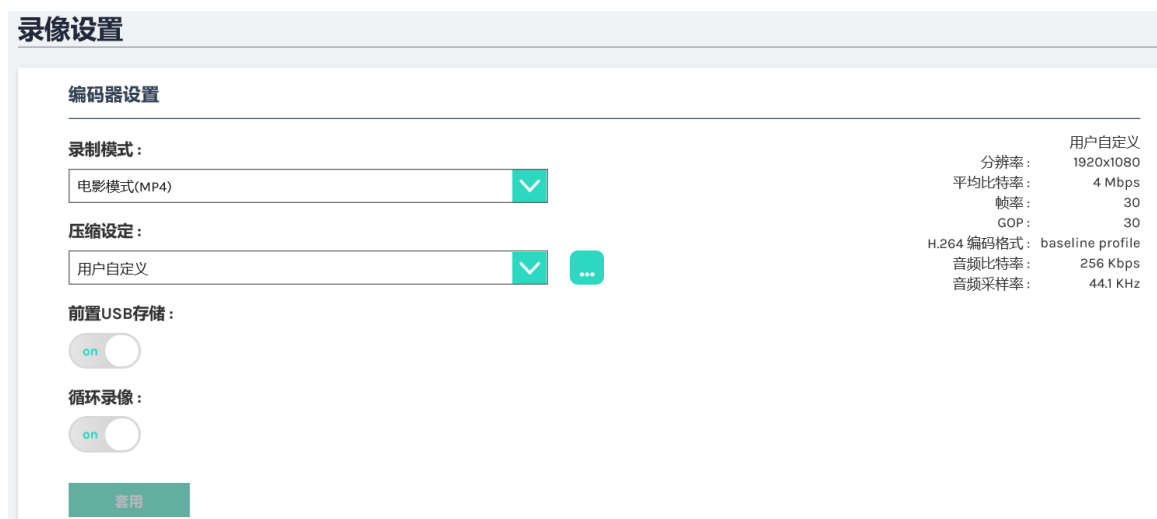 录像设置
编码器设置
录制模式 :
电影模式(MP4)
压缩设定 :
用户自定义
...
前置USB存储 :
on
循环录像 :
on
套用
用户自定义
分辨率 : 1920x1080
平均比特率 : 4 Mbps
帧率 : 30
GOP : 30
H.264 编码格式 : baseline profile
音频比特率 : 256 Kbps
音频采样率 : 44.1 KHz